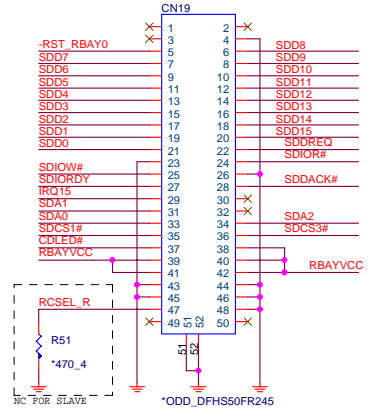 CN19
1 2
3 4
-RST_RBAY0 5 6 SDD8
SDD7 7 8 SDD9
SDD6 9 10 SDD10
SDD5 11 12 SDD11
SDD4 13 14 SDD12
SDD3 15 16 SDD13
SDD2 17 18 SDD14
SDD1 19 20 SDD15
SDD0 21 22 SDDREQ
23 24 SDIOR#
SDIOW# 25 26
SDIORDY 27 28 SDDACK#
IRQ15 29 30
SDA1 31 32
SDA0 33 34 SDA2
SDCS1# 35 36 SDCS3#
CDLED# 37 38
RBAYVCC 39 40
41 42 RBAYVCC
43 44
45 46
RCSEL_R 47 48
49 51 52 50
51 52
R51
*470_4
NC FOR SLAVE
*ODD_DFHS50FR245